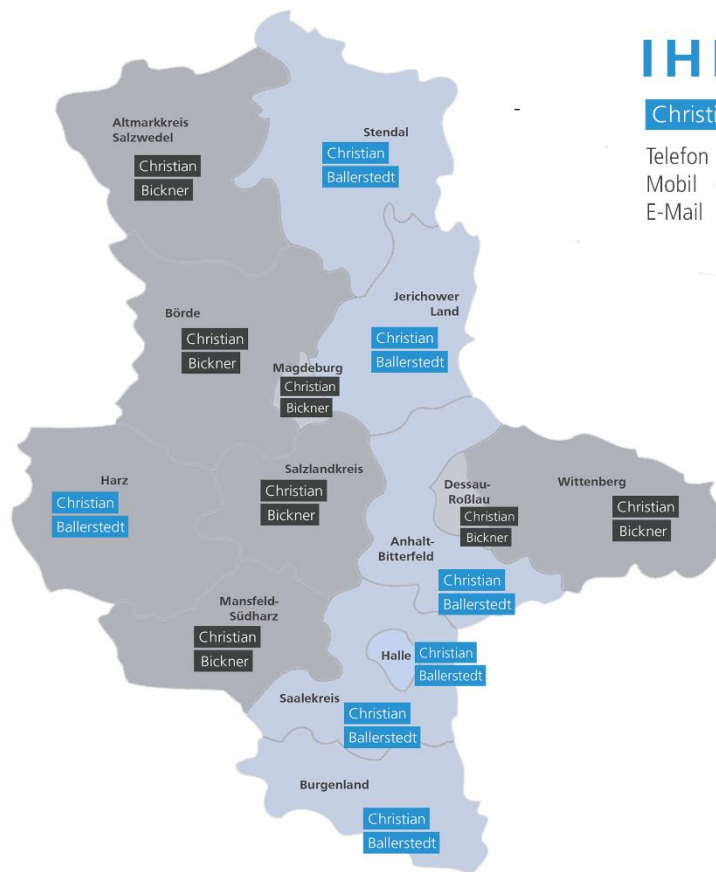 IH
Christi
Telefon
Mobil
E-Mail
Altmarkkreis
Salzwedel
Christian
Bickner
Stendal
Christian
Ballerstedt
Jerichower
Land
Christian
Ballerstedt
Börde
Christian
Bickner
Magdeburg
Christian
Bickner
Harz
Christian
Ballerstedt
Salzlandkreis
Christian
Bickner
Dessau-
Roßlau
Christian
Bickner
Wittenberg
Christian
Bickner
Anhalt-
Bitterfeld
Christian
Ballerstedt
Mansfeld-
Südharz
Christian
Bickner
Halle
Christian
Ballerstedt
Saalekreis
Christian
Ballerstedt
Burgenland
Christian
Ballerstedt